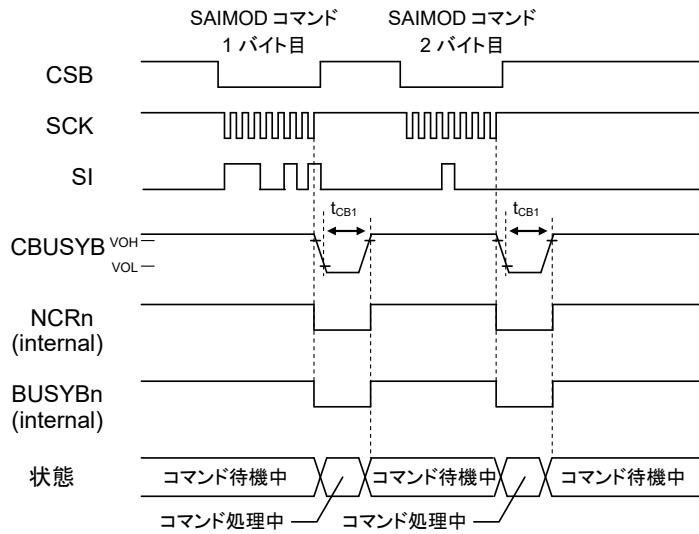 SAIMOD コマンド
1 バイト目
SAIMOD コマンド
2 バイト目
CSB
SCK
SI
tCB1
tCB1
CBUSYB
VOH
VOL
NCRn
(internal)
BUSYBn
(internal)
状態
コマンド待機中
コマンド待機中
コマンド待機中
コマンド処理中
コマンド処理中